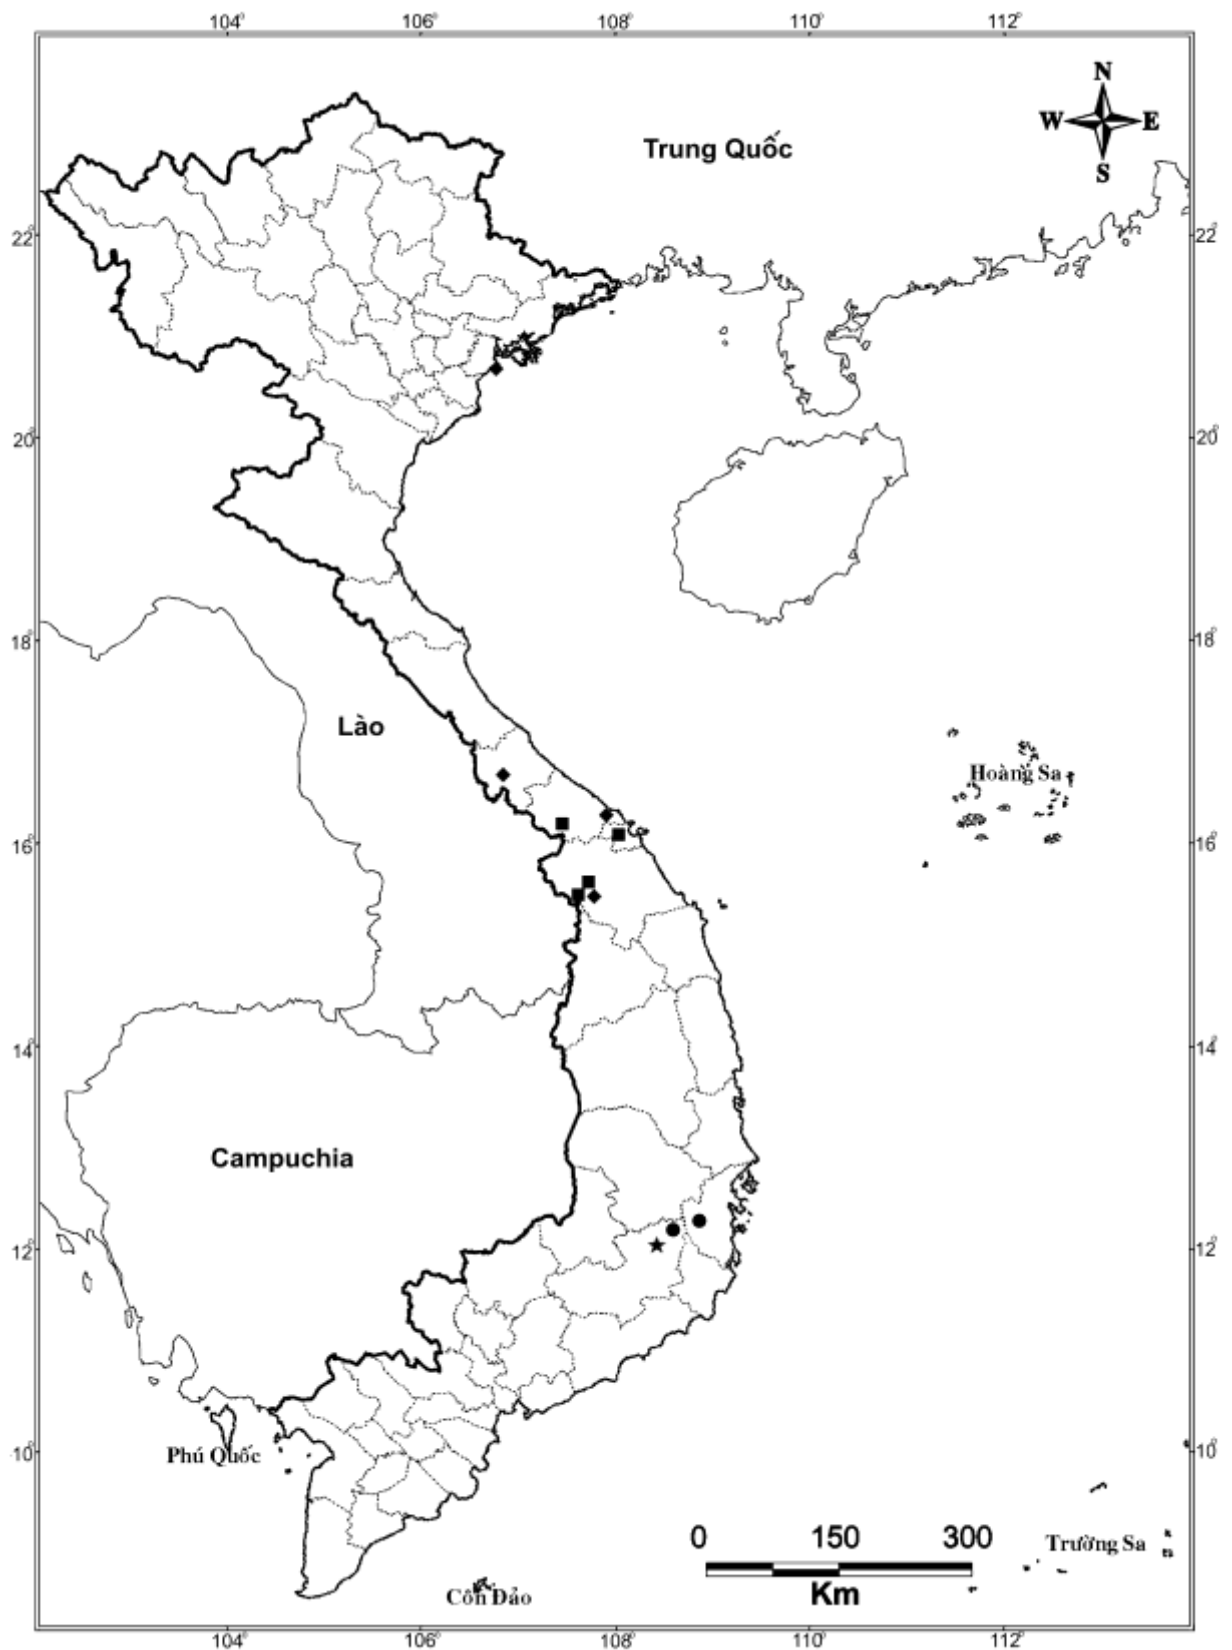 104° 106° 108° 110° 112°
N
W E
S
Trung Quốc
22° 22°
20° 20°
18° 18°
Lào
Hoàng Sa
16° 16°
14° 14°
Campuchia
12° 12°
10° 10°
Phú Quốc
0 150 300
Km
Trường Sa
Côn Đảo
104° 106° 108° 110° 112°